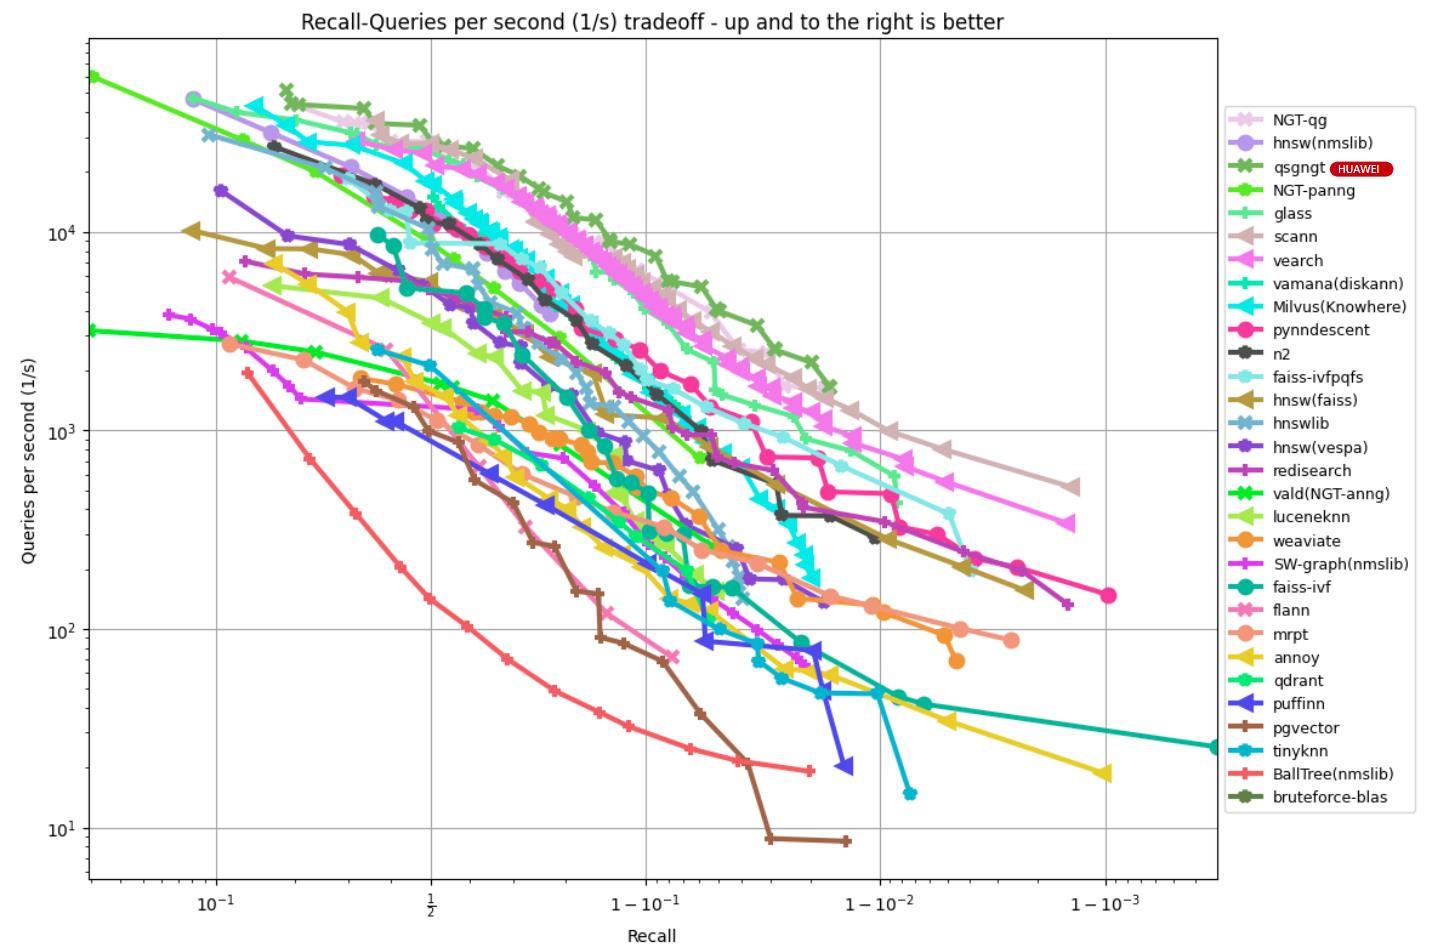 Recall-Queries per second (1/s) tradeoff - up and to the right is better
Queries per second (1/s)
10⁴
10³
10²
10¹
10⁻¹
1/2
1 − 10⁻¹
1 − 10⁻²
1 − 10⁻³
Recall
NGT-qg
hnsw(nmslib)
qsgngt HUAWEI
NGT-panng
glass
scann
vearch
vamana(diskann)
Milvus(Knowhere)
pynndescent
n2
faiss-ivfpqfs
hnsw(faiss)
hnswlib
hnsw(vespa)
redisearch
vald(NGT-anng)
luceneknn
weaviate
SW-graph(nmslib)
faiss-ivf
flann
mrpt
annoy
qdrant
puffinn
pgvector
tinyknn
BallTree(nmslib)
bruteforce-blas